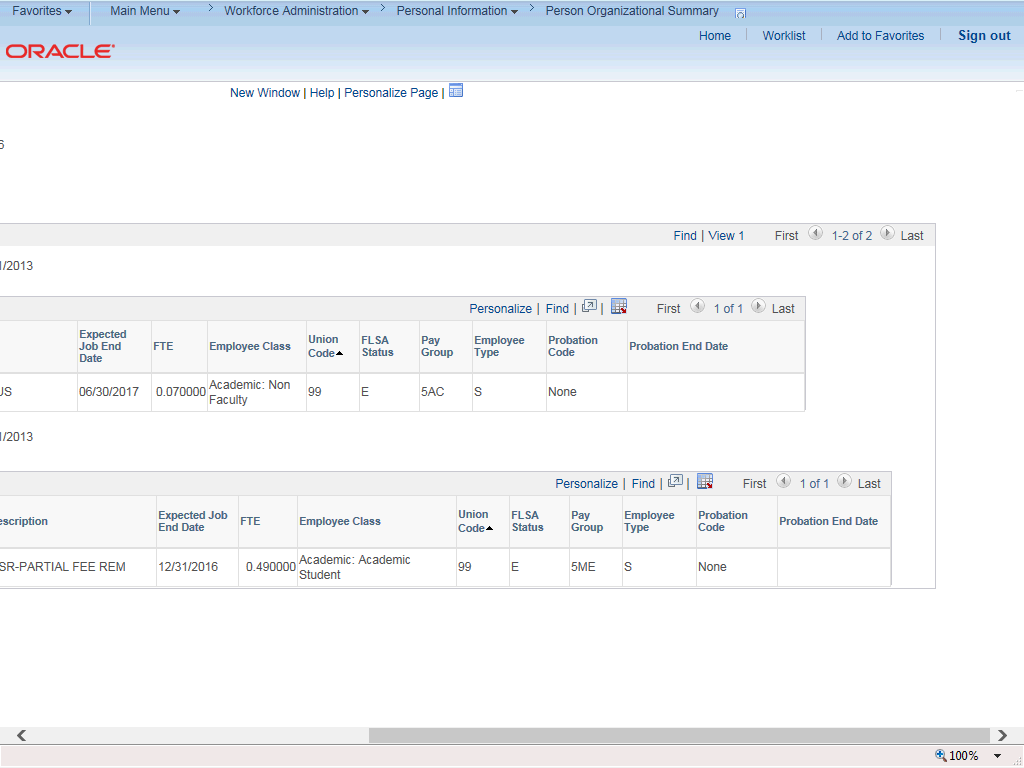 Favorites Main Menu > Workforce Administration > Personal Information > Person Organizational Summary
Home Worklist Add to Favorites Sign out
ORACLE
New Window | Help | Personalize Page |
6
Find | View 1 First 1-2 of 2 Last
1/2013
Personalize | Find | | First 1 of 1 Last
Expected Job End Date FTE Employee Class Union Code FLSA Status Pay Group Employee Type Probation Code Probation End Date
US 06/30/2017 0.070000 Academic: Non Faculty 99 E 5AC S None
1/2013
Personalize | Find | | First 1 of 1 Last
escription Expected Job End Date FTE Employee Class Union Code FLSA Status Pay Group Employee Type Probation Code Probation End Date
SR-PARTIAL FEE REM 12/31/2016 0.490000 Academic: Academic Student 99 E 5ME S None
100%